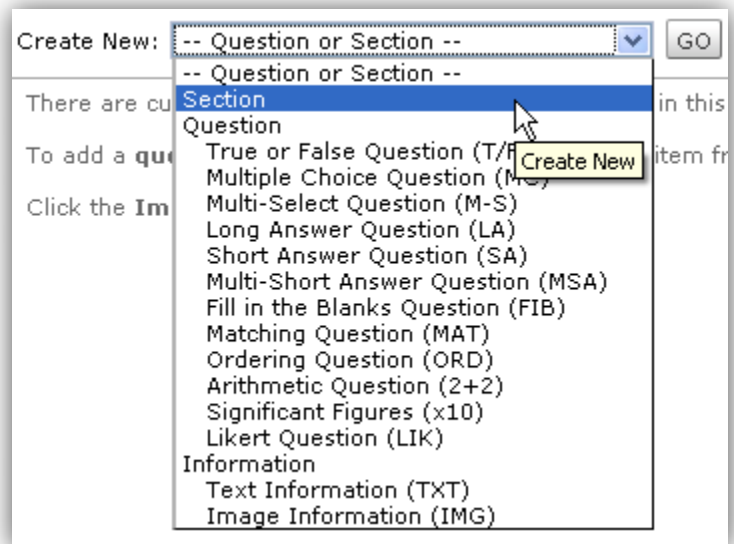 Create New: -- Question or Section -- GO
-- Question or Section --
Section
Question
True or False Question (T/F
Multiple Choice Question (MC)
Multi-Select Question (M-S)
Long Answer Question (LA)
Short Answer Question (SA)
Multi-Short Answer Question (MSA)
Fill in the Blanks Question (FIB)
Matching Question (MAT)
Ordering Question (ORD)
Arithmetic Question (2+2)
Significant Figures (x10)
Likert Question (LIK)
Information
Text Information (TXT)
Image Information (IMG)
Create New
There are cu in this
To add a que item fr
Click the Im